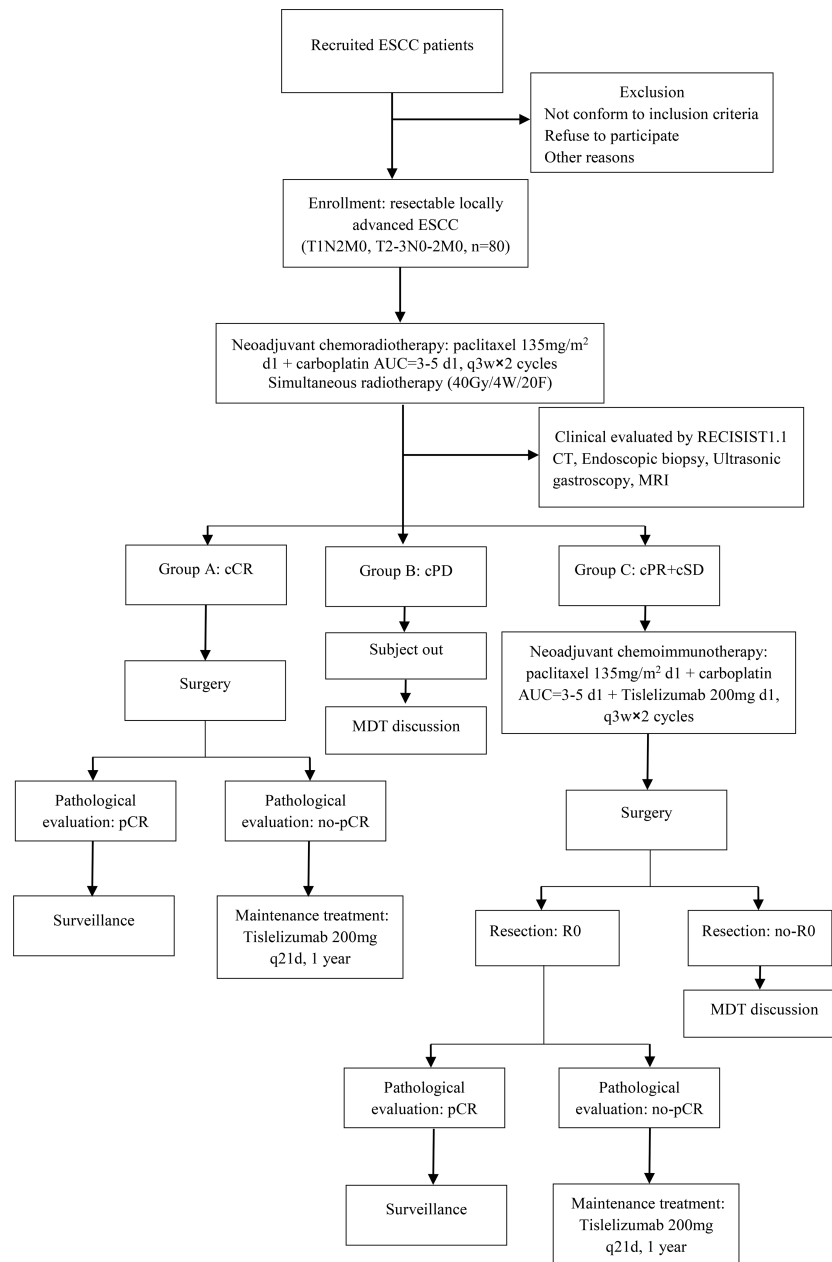 Recruited ESCC patients
Exclusion
Not conform to inclusion criteria
Refuse to participate
Other reasons
Enrollment: resectable locally
advanced ESCC
(T1N2M0, T2-3N0-2M0, n=80)
Neoadjuvant chemoradiotherapy: paclitaxel 135mg/m²
d1 + carboplatin AUC=3-5 d1, q3w×2 cycles
Simultaneous radiotherapy (40Gy/4W/20F)
Clinical evaluated by RECISIST1.1
CT, Endoscopic biopsy, Ultrasonic
gastroscopy, MRI
Group A: cCR
Group B: cPD
Group C: cPR+cSD
Subject out
MDT discussion
Neoadjuvant chemoimmunotherapy:
paclitaxel 135mg/m² d1 + carboplatin
AUC=3-5 d1 + Tislelizumab 200mg d1,
q3w×2 cycles
Surgery
Pathological
evaluation: pCR
Pathological
evaluation: no-pCR
Surgery
Surveillance
Maintenance treatment:
Tislelizumab 200mg
q21d, 1 year
Resection: R0
Resection: no-R0
MDT discussion
Pathological
evaluation: pCR
Pathological
evaluation: no-pCR
Surveillance
Maintenance treatment:
Tislelizumab 200mg
q21d, 1 year